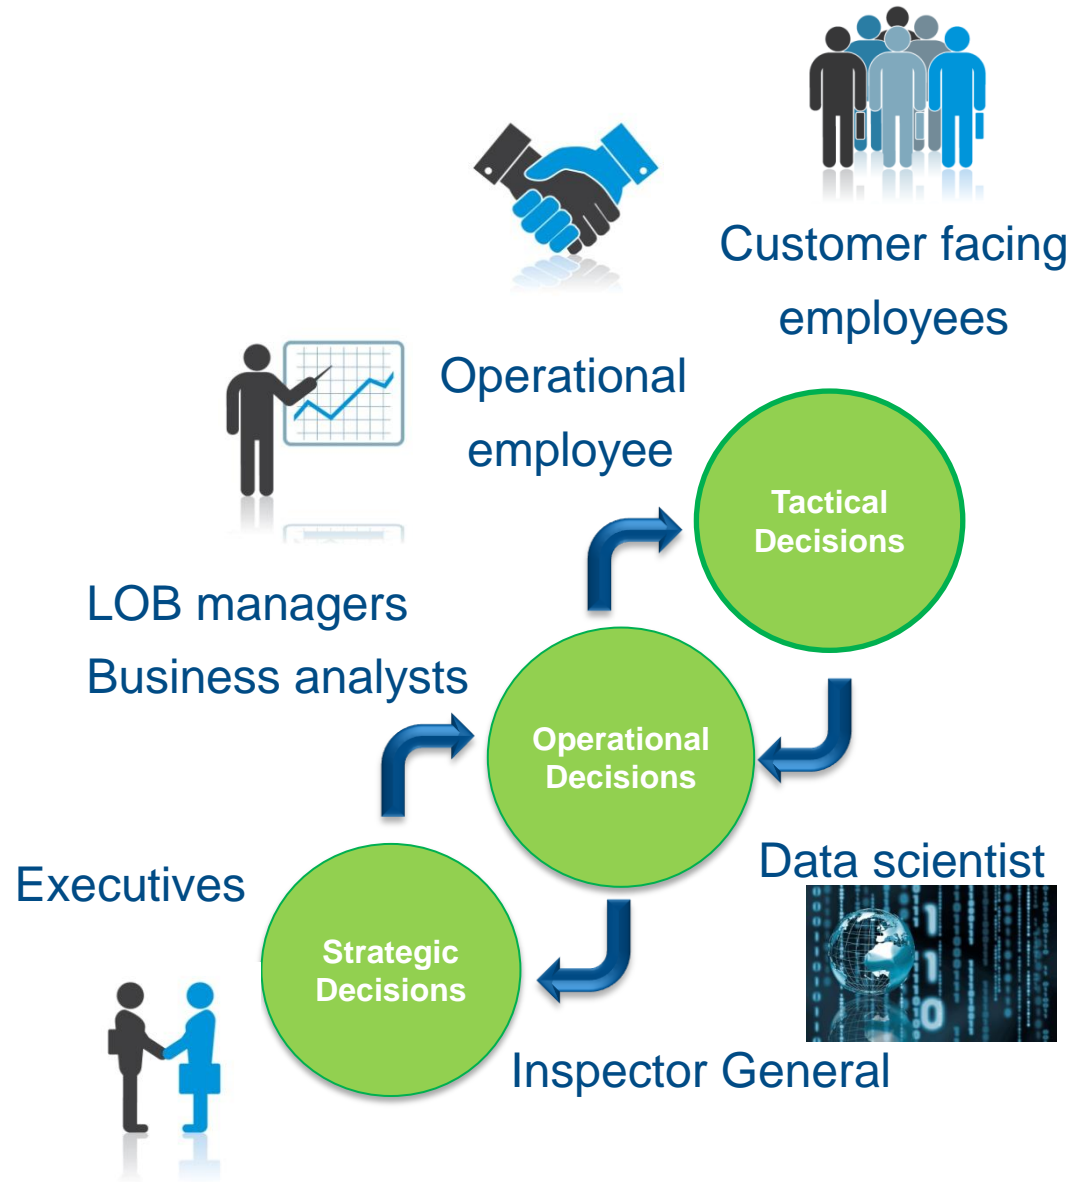 Customer facing
employees
Operational
employee
Tactical
Decisions
LOB managers
Business analysts
Operational
Decisions
Data scientist
Executives
Strategic
Decisions
Inspector General